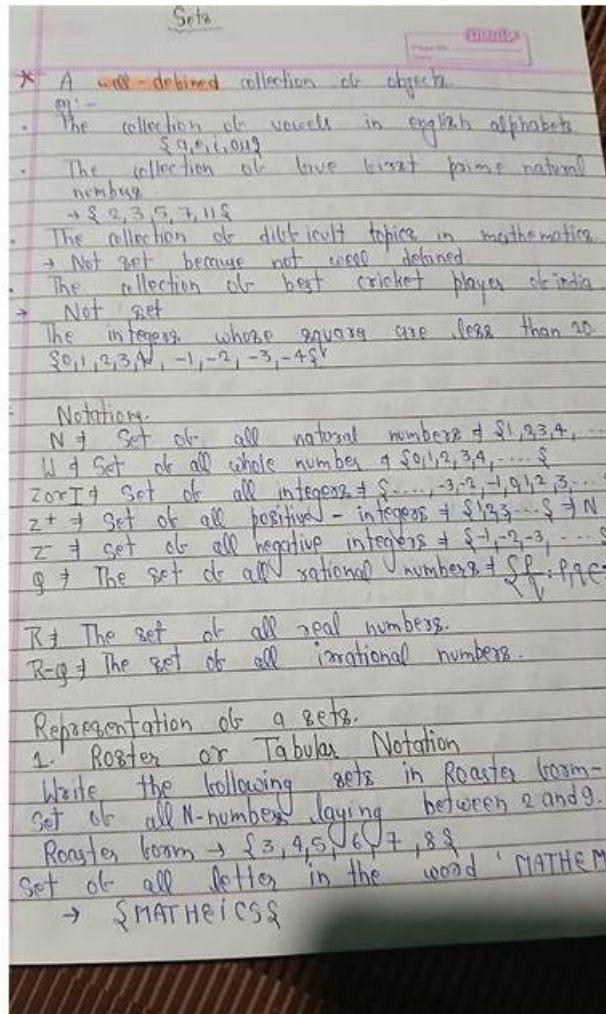 Sets
* A well-defined collection of objects
eg:-
. The collection of vowels in english alphabets
{a,e,i,o,u}
. The collection of five first prime natural
numbers
→ { 2, 3, 5, 7, 11 }
. The collection of difficult topics in mathematics.
→ Not set because not well defined
. The collection of best cricket player of india
→ Not set
The integers whose square are less than 20
{0, 1, 2, 3, 4, -1, -2, -3, -4}
Notation.
N → Set of all natural numbers → {1, 2, 3, 4, ...
W → Set of all whole number → {0, 1, 2, 3, 4, ....}
Z or I → Set of all integers → {...., -3, -2, -1, 0, 1, 2, 3, ...
Z+ → Set of all positive - integers → {1, 2, 3, ...} → N
Z- → set of all negative integers → {-1, -2, -3, ....}
Q → The set of all rational numbers → {p/q : p, q ∈
R → The set of all real numbers.
R-Q → The set of all irrational numbers.
Representation of a sets.
1. Roster or Tabular Notation
Write the following sets in Roaster form-
Set of all N-numbers laying between 2 and 9.
Roaster form → {3, 4, 5, 6, 7, 8}
Set of all letter in the word 'MATHEM
→ {MATHEICS}